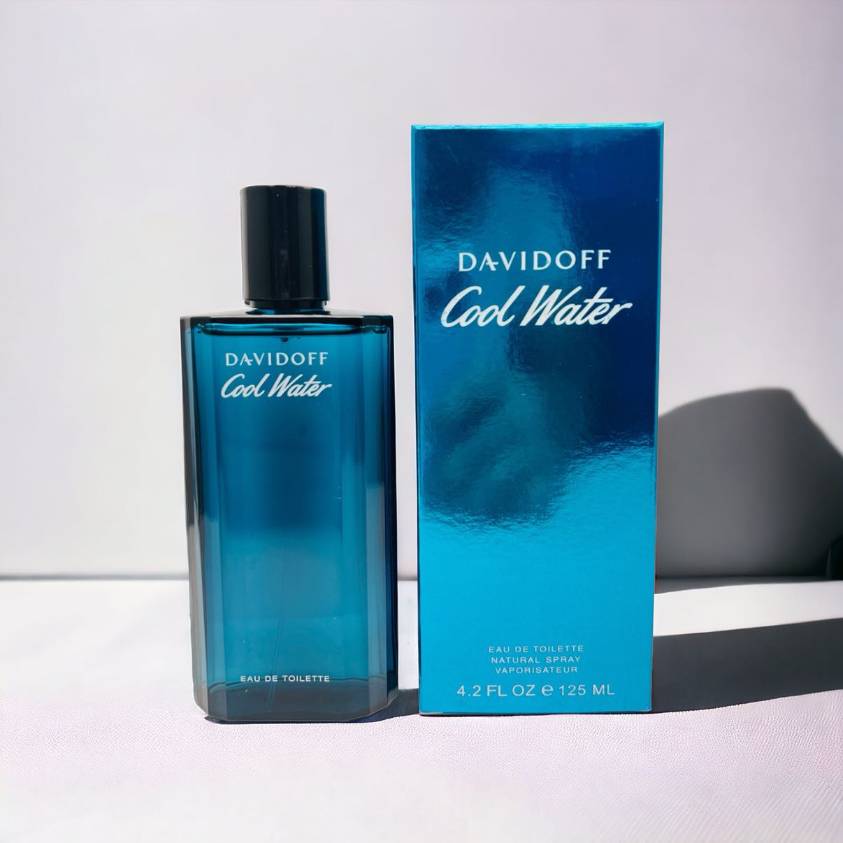 DAVIDOFF
Cool Water
EAU DE TOILETTE
DAVIDOFF
Cool Water
EAU DE TOILETTE
NATURAL SPRAY
VAPORISATEUR
4.2 FL OZ e 125 ML